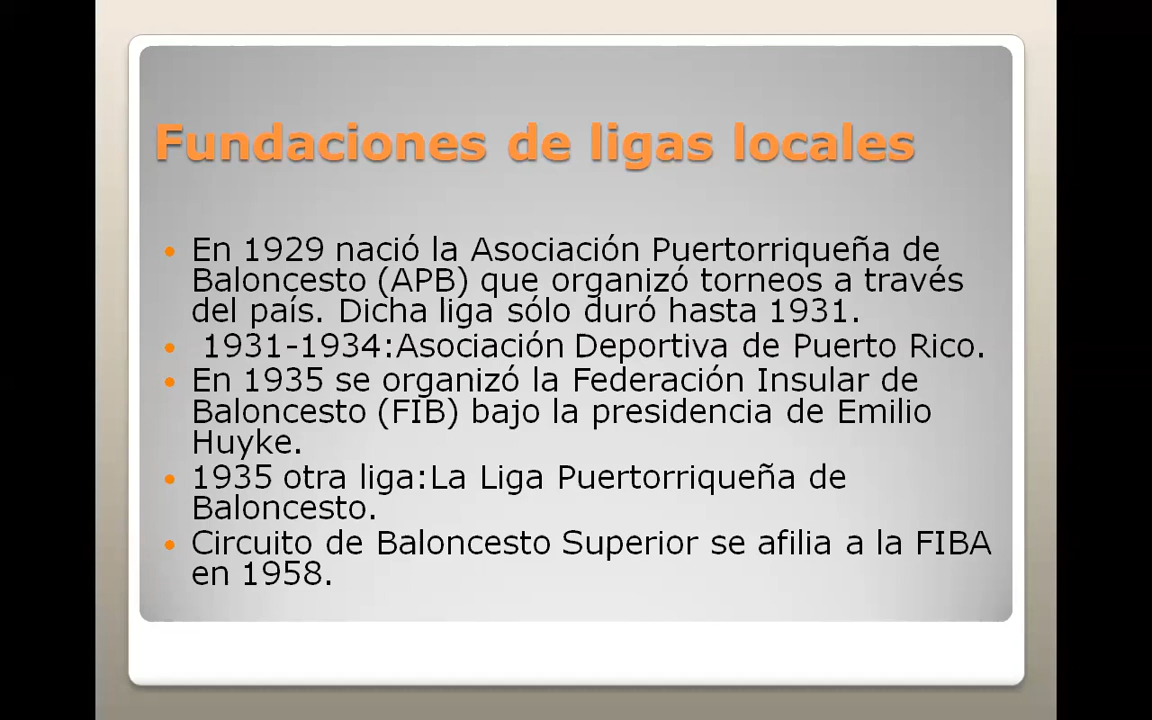 Fundaciones de ligas locales
• En 1929 nació la Asociación Puertorriqueña de
Baloncesto (APB) que organizó torneos a través
del país. Dicha liga sólo duró hasta 1931.
• 1931-1934:Asociación Deportiva de Puerto Rico.
• En 1935 se organizó la Federación Insular de
Baloncesto (FIB) bajo la presidencia de Emilio
Huyke.
• 1935 otra liga:La Liga Puertorriqueña de
Baloncesto.
• Circuito de Baloncesto Superior se afilia a la FIBA
en 1958.